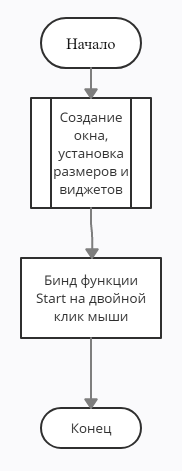 Начало
Создание
окна,
установка
размеров и
виджетов
Бинд функции
Start на двойной
клик мыши
Конец